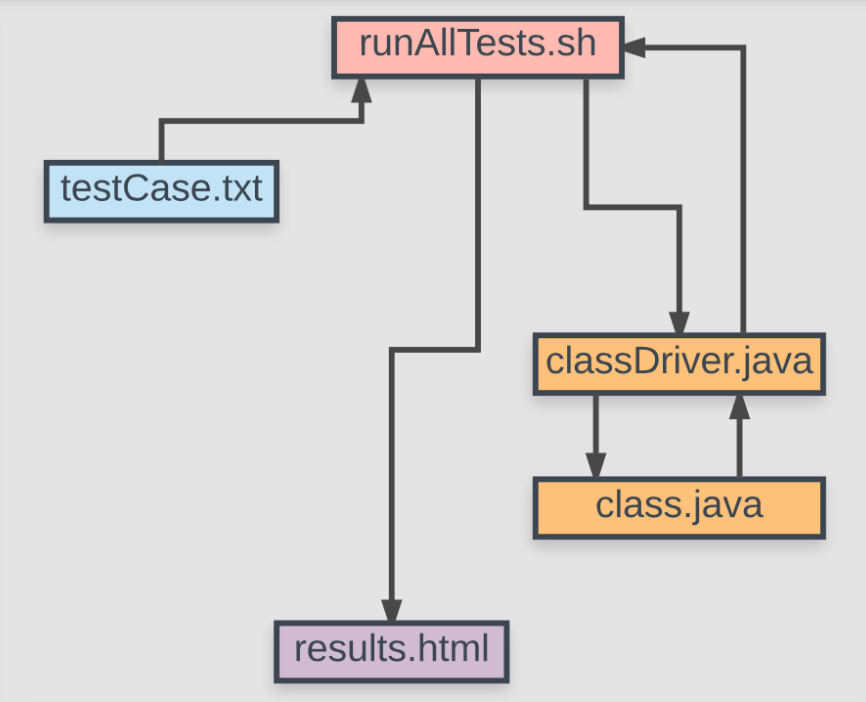 runAllTests.sh
testCase.txt
classDriver.java
class.java
results.html